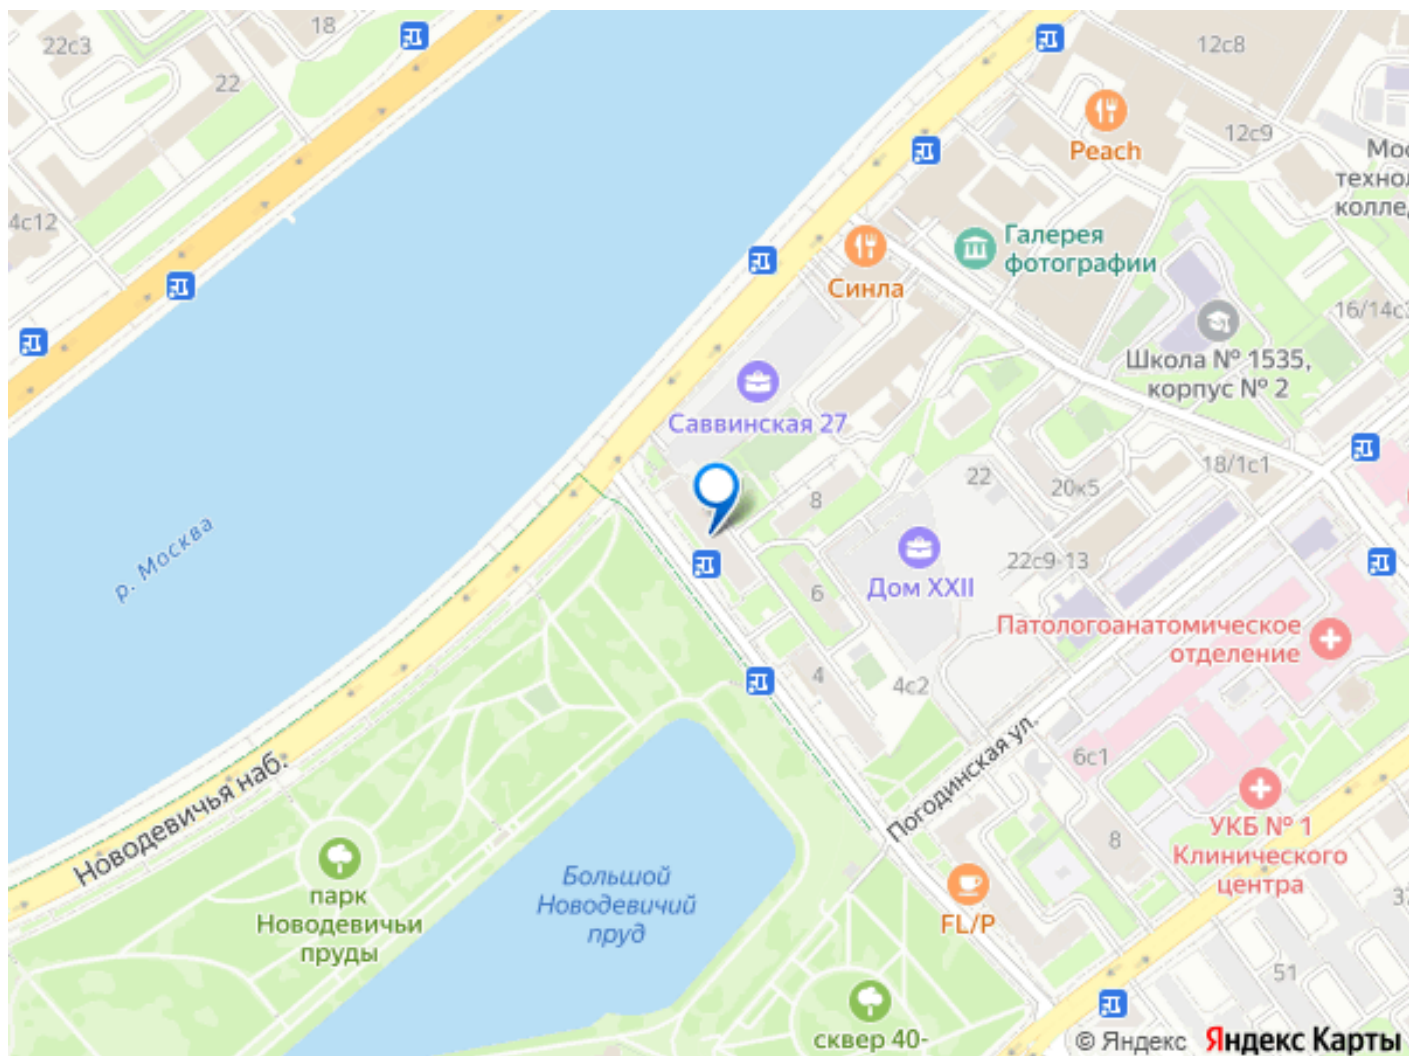 18
22с3
22
12с8
Peach
12с9
Мос
техно
колле
4с12
Галерея
фотографии
Синла
16/14с3
Школа № 1535,
корпус № 2
Саввинская 27
18/1с1
22
20к5
8
р. Москва
22с9-13
Дом XXII
6
Патологоанатомическое
отделение
4
4с2
Погодинская ул.
6с1
Новодевичья наб.
8
УКБ № 1
Клинического
центра
парк
Новодевичьи
пруды
Большой
Новодевичий
пруд
FL/P
51
сквер 40-
© Яндекс Яндекс Карты